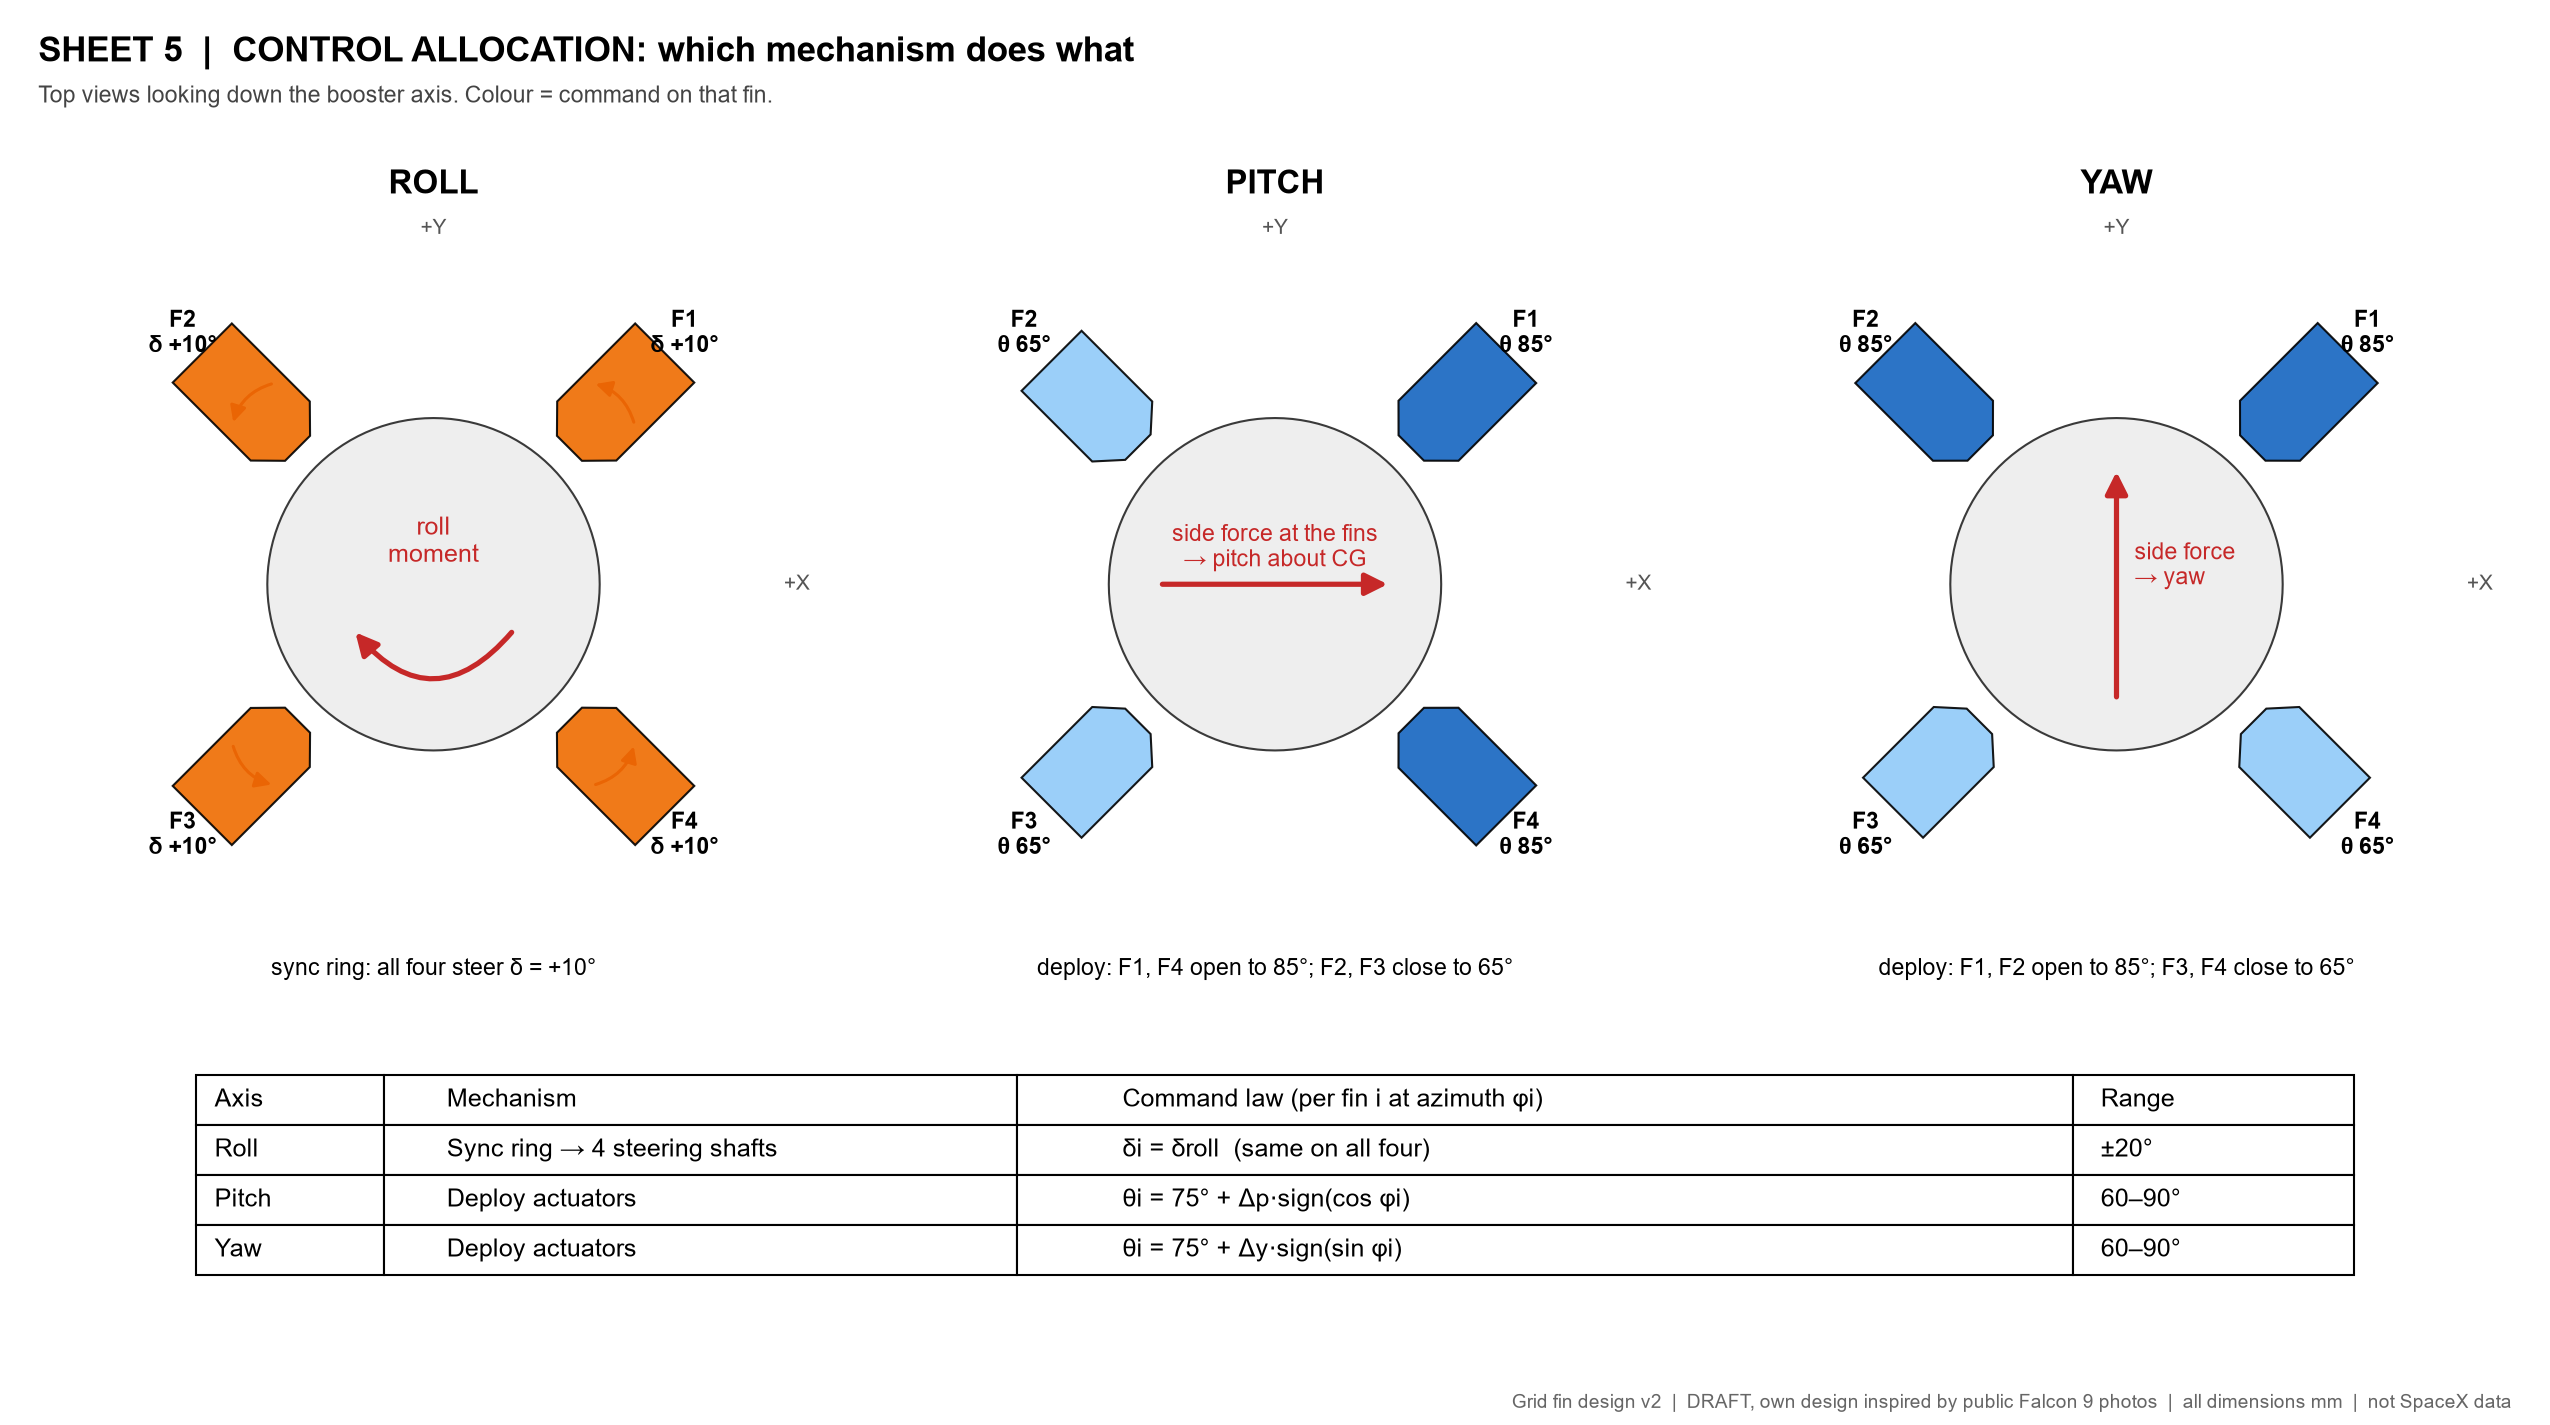 SHEET 5 | CONTROL ALLOCATION: which mechanism does what
Top views looking down the booster axis. Colour = command on that fin.
ROLL
+Y
F2
δ +10°
F1
δ +10°
roll
moment
+X
F3
δ +10°
F4
δ +10°
sync ring: all four steer δ = +10°
PITCH
+Y
F2
θ 65°
F1
θ 85°
side force at the fins
→ pitch about CG
+X
F3
θ 65°
F4
θ 85°
deploy: F1, F4 open to 85°; F2, F3 close to 65°
YAW
+Y
F2
θ 85°
F1
θ 85°
side force
→ yaw
+X
F3
θ 65°
F4
θ 65°
deploy: F1, F2 open to 85°; F3, F4 close to 65°
Axis Mechanism Command law (per fin i at azimuth φi) Range
Roll Sync ring → 4 steering shafts δi = δroll (same on all four) ±20°
Pitch Deploy actuators θi = 75° + Δp·sign(cos φi) 60–90°
Yaw Deploy actuators θi = 75° + Δy·sign(sin φi) 60–90°
Grid fin design v2 | DRAFT, own design inspired by public Falcon 9 photos | all dimensions mm | not SpaceX data